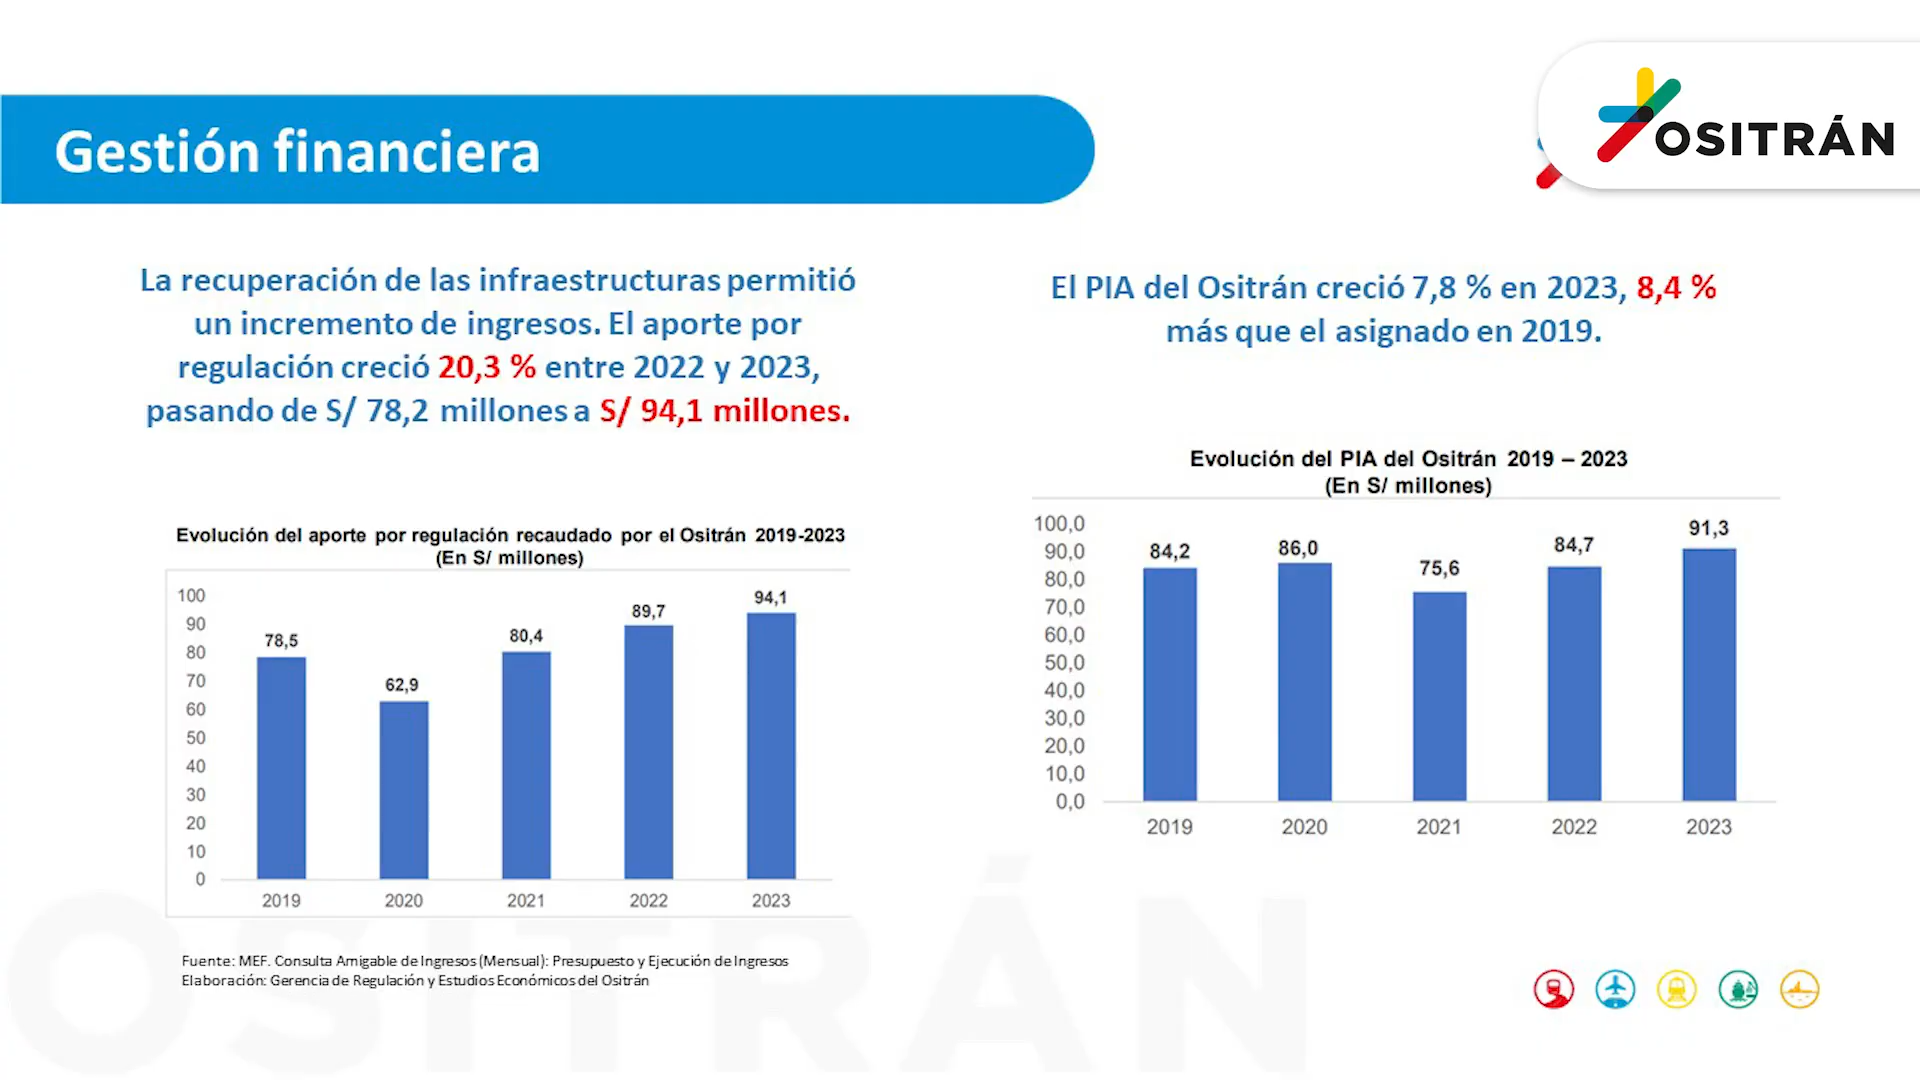 OSITRÁN
Gestión financiera
La recuperación de las infraestructuras permitió
un incremento de ingresos. El aporte por
regulación creció 20,3 % entre 2022 y 2023,
pasando de S/ 78,2 millones a S/ 94,1 millones.
Evolución del aporte por regulación recaudado por el Ositrán 2019-2023
(En S/ millones)
100
90
80
70
60
50
40
30
20
10
0
78,5
62,9
80,4
89,7
94,1
2019
2020
2021
2022
2023
Fuente: MEF. Consulta Amigable de Ingresos (Mensual): Presupuesto y Ejecución de Ingresos
Elaboración: Gerencia de Regulación y Estudios Económicos del Ositrán
El PIA del Ositrán creció 7,8 % en 2023, 8,4 %
más que el asignado en 2019.
Evolución del PIA del Ositrán 2019 – 2023
(En S/ millones)
100,0
90,0
80,0
70,0
60,0
50,0
40,0
30,0
20,0
10,0
0,0
84,2
86,0
75,6
84,7
91,3
2019
2020
2021
2022
2023
OSITRÁN